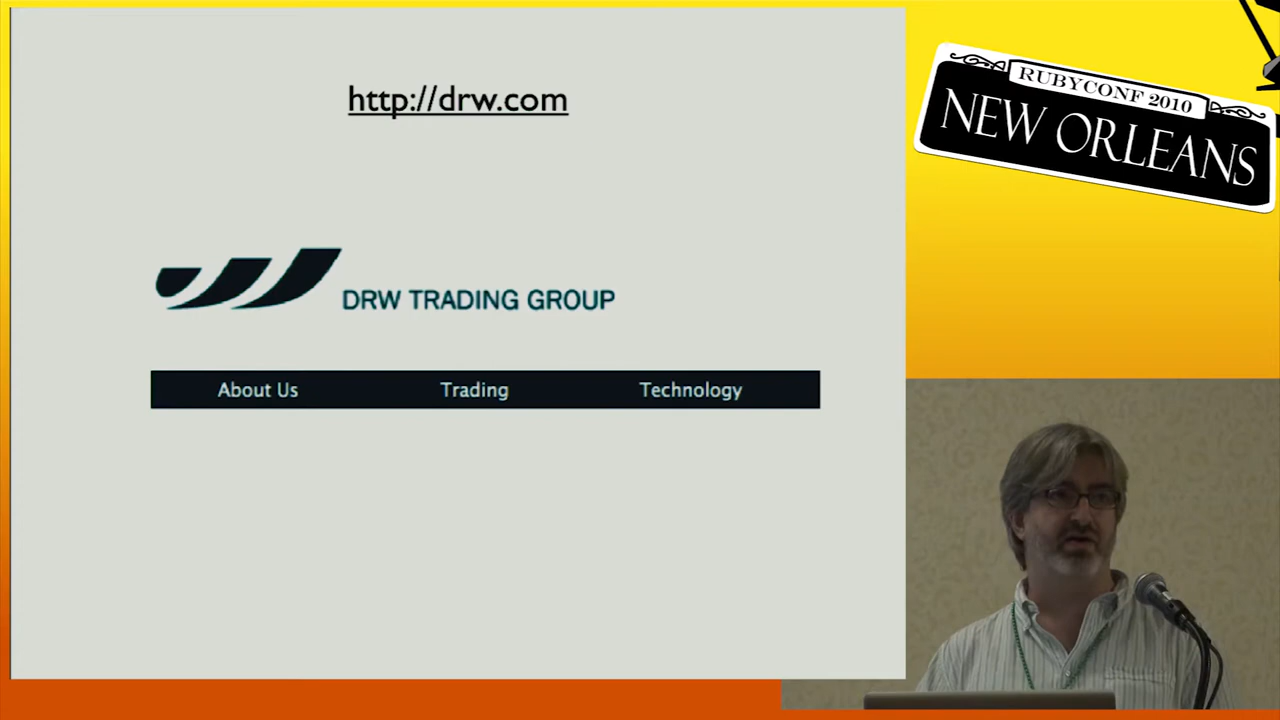 http://drw.com
RUBYCONF 2010
NEW ORLEANS
DRW TRADING GROUP
About Us
Trading
Technology